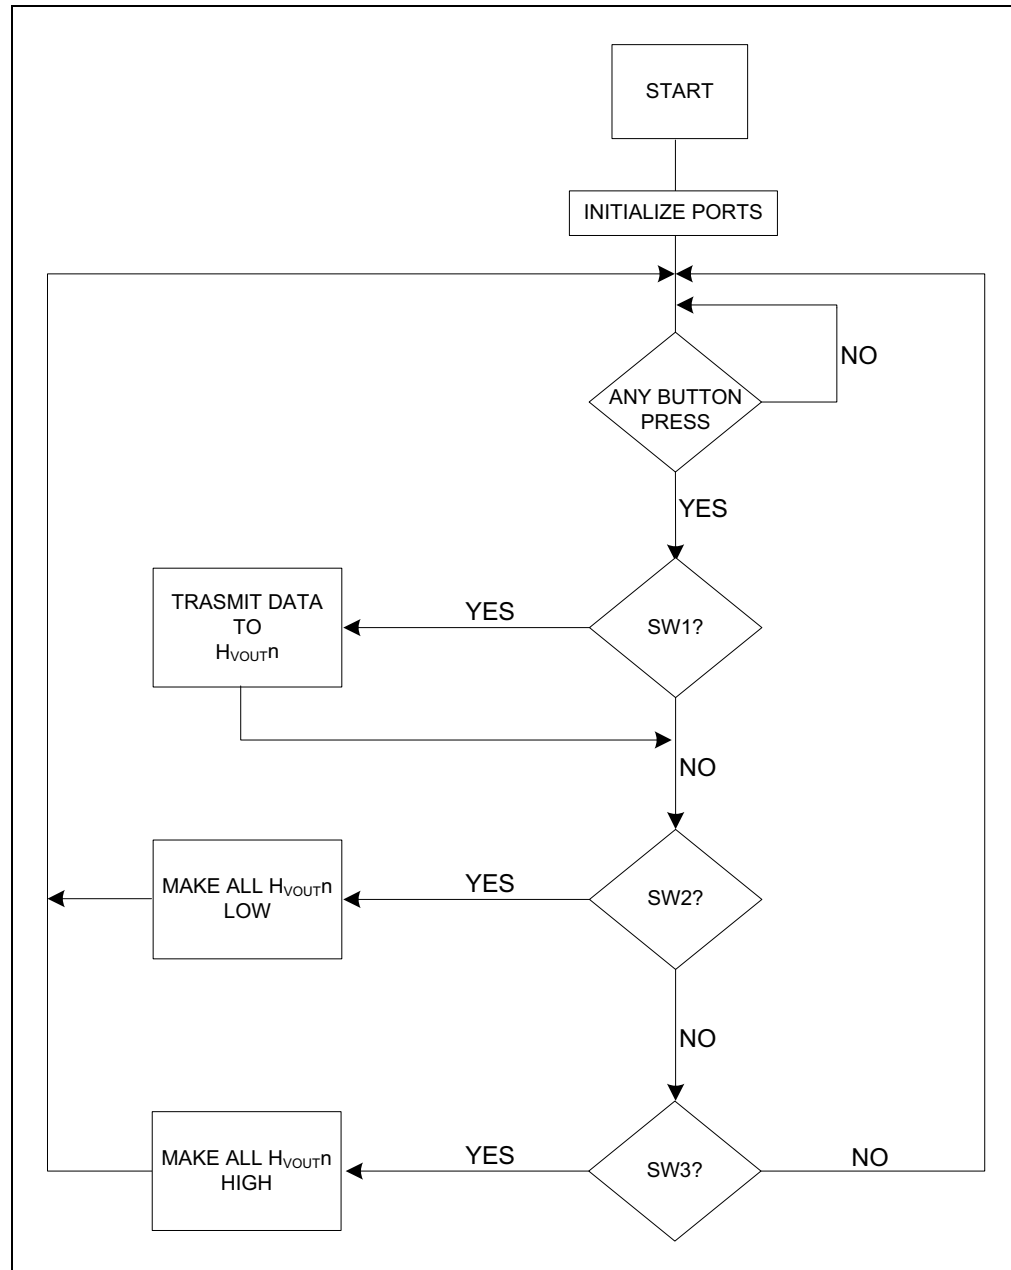 START
INITIALIZE PORTS
NO
ANY BUTTON
PRESS
YES
TRASMIT DATA
TO
HVOUTn
YES
SW1?
NO
MAKE ALL HVOUTn
LOW
YES
SW2?
NO
MAKE ALL HVOUTn
HIGH
YES
SW3?
NO